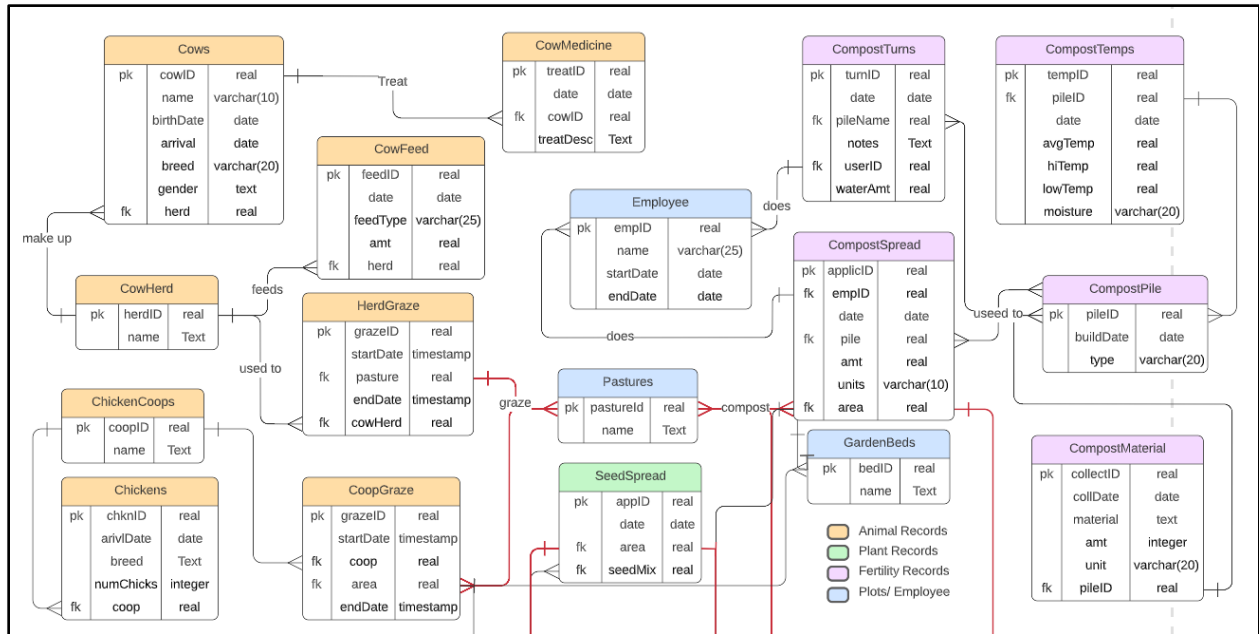 Cows
pk cowID real
name varchar(10)
birthDate date
arrival date
breed varchar(20)
gender text
fk herd real
Treat
CowMedicine
pk treatID real
date date
fk cowID real
treatDesc Text
CompostTurns
pk turnID real
date date
fk pileName real
notes Text
fk userID real
waterAmt real
CompostTemps
pk tempID real
fk pileID real
date date
avgTemp real
hiTemp real
lowTemp real
moisture varchar(20)
CowFeed
pk feedID real
date date
feedType varchar(25)
amt real
fk herd real
make up
feeds
Employee
pk empID real
name varchar(25)
startDate date
endDate date
does
does
CompostSpread
pk applicID real
fk empID real
date date
fk pile real
amt real
units varchar(10)
fk area real
useed to
CompostPile
pk pileID real
buildDate date
type varchar(20)
CowHerd
pk herdID real
name Text
used to
HerdGraze
pk grazeID real
startDate timestamp
fk pasture real
endDate timestamp
fk cowHerd real
graze
Pastures
pk pastureId real
name Text
compost
GardenBeds
pk bedID real
name Text
ChickenCoops
pk coopID real
name Text
Chickens
pk chknID real
arivlDate date
breed Text
numChicks integer
fk coop real
CoopGraze
pk grazeID real
startDate timestamp
fk coop real
fk area real
endDate timestamp
SeedSpread
pk appID real
date date
fk area real
fk seedMix real
CompostMaterial
pk collectID real
collDate date
material text
amt integer
unit varchar(20)
fk pileID real
Animal Records
Plant Records
Fertility Records
Plots/ Employee